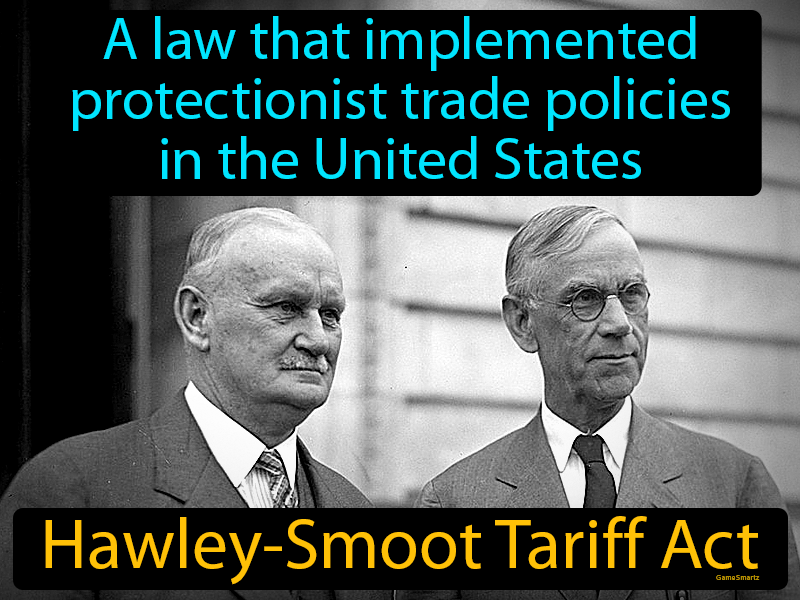 A law that implemented
protectionist trade policies
in the United States
Hawley-Smoot Tariff Act
GameSmartz